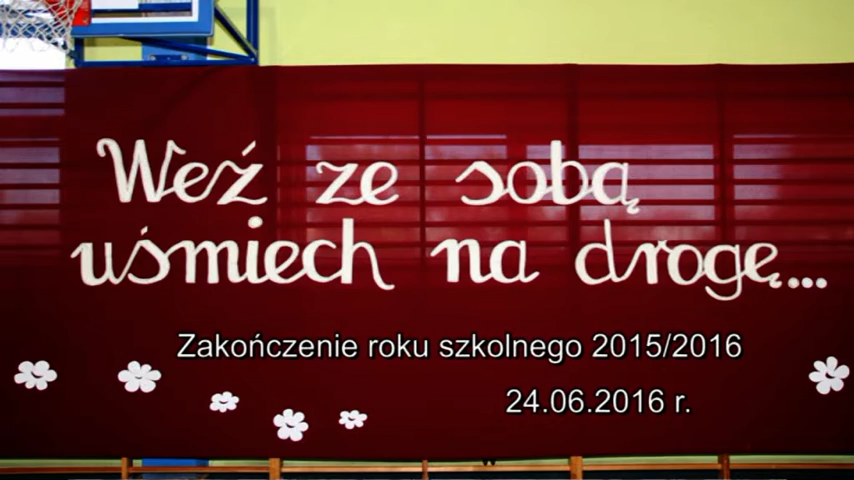 Weź ze sobą
uśmiech na drogę...
Zakończenie roku szkolnego 2015/2016
24.06.2016 r.